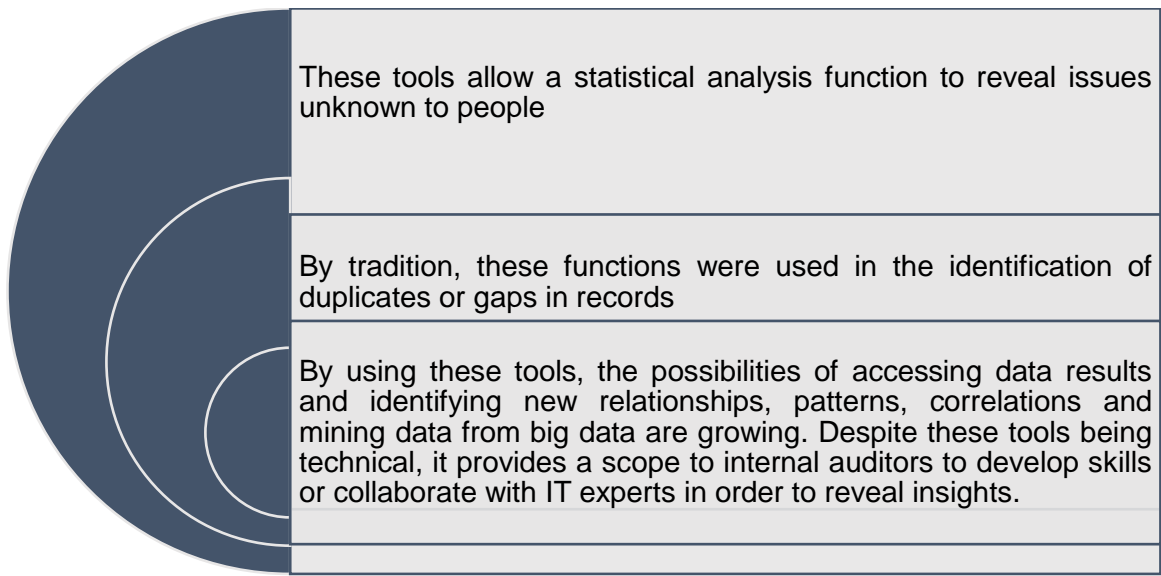 These tools allow a statistical analysis function to reveal issues
unknown to people
By tradition, these functions were used in the identification of
duplicates or gaps in records
By using these tools, the possibilities of accessing data results
and identifying new relationships, patterns, correlations and
mining data from big data are growing. Despite these tools being
technical, it provides a scope to internal auditors to develop skills
or collaborate with IT experts in order to reveal insights.